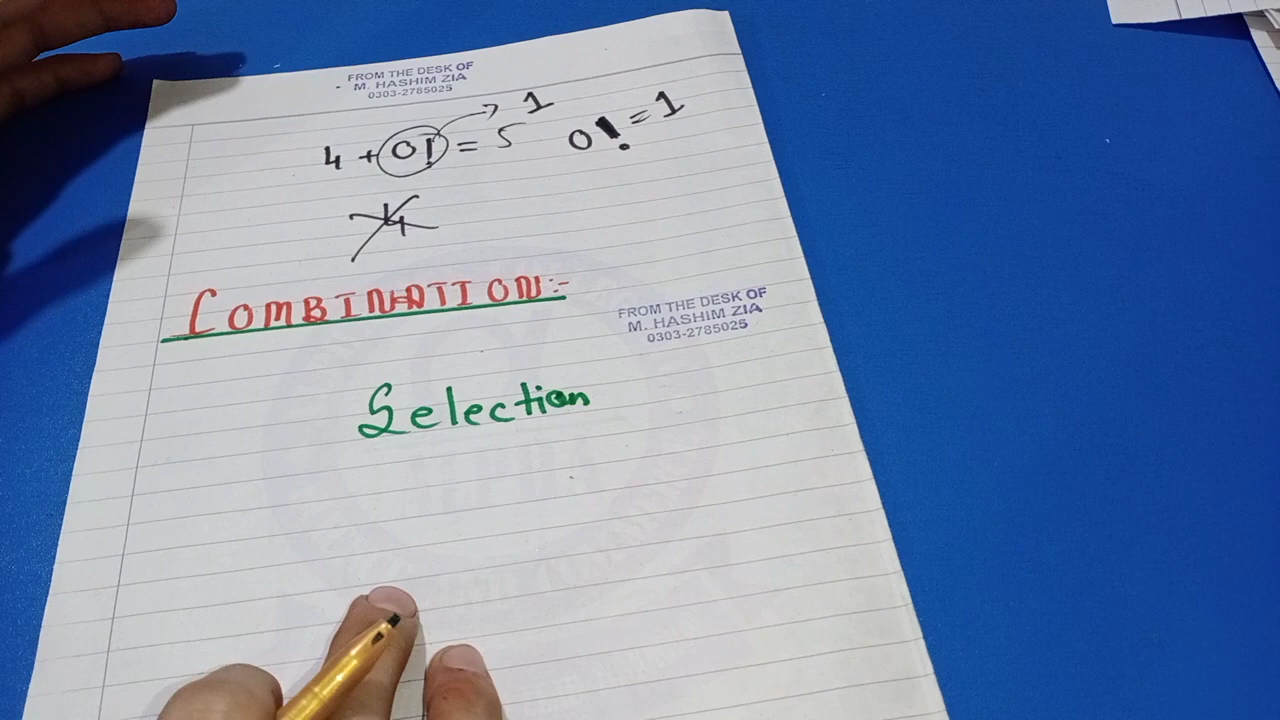 FROM THE DESK OF
M. HASHIM ZIA
0303-2785025
1
4 + 0! = 5 0! = 1
4
COMBINATION:-
FROM THE DESK OF
M. HASHIM ZIA
0303-2785025
Selection